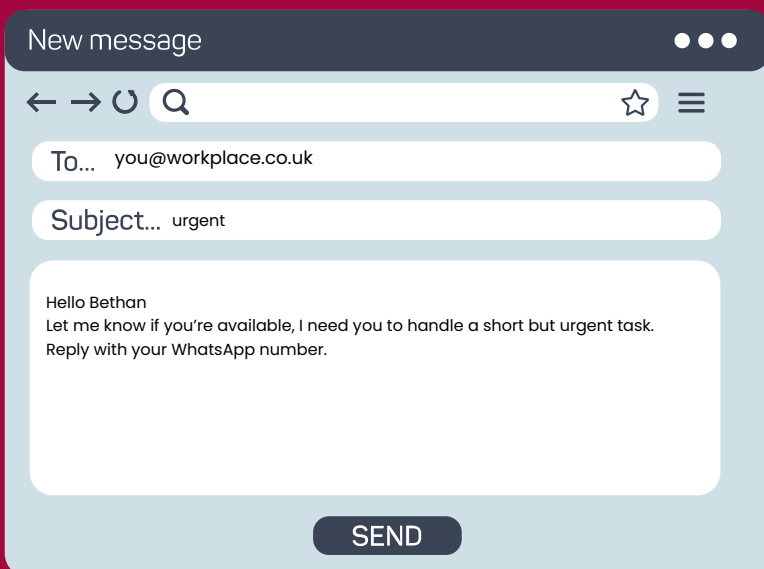 New message
To... you@workplace.co.uk
Subject... urgent
Hello Bethan
Let me know if you’re available, I need you to handle a short but urgent task.
Reply with your WhatsApp number.
SEND